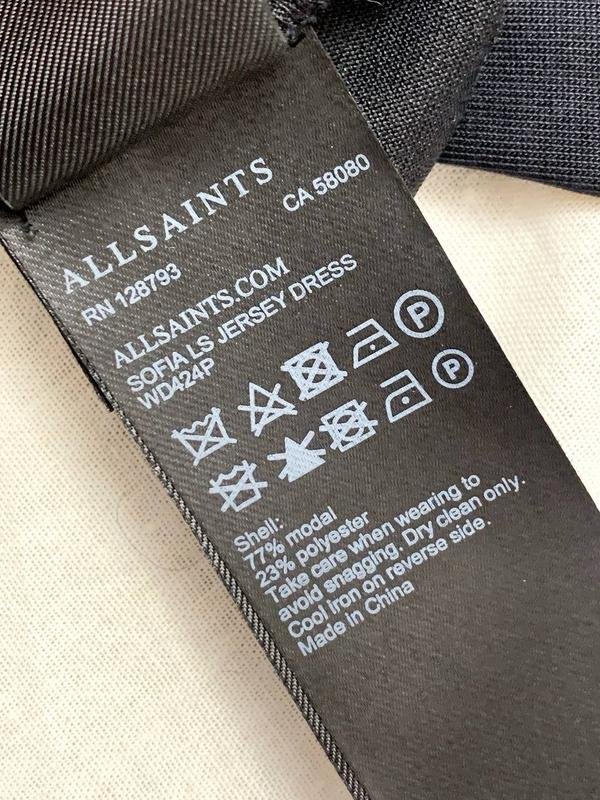 ALLSAINTS
RN 128793 CA 58080
ALLSAINTS.COM
SOFIA LS JERSEY DRESS
WD424P
P
P
Shell:
77% modal
23% polyester
Take care when wearing to
avoid snagging. Dry clean only.
Cool iron on reverse side.
Made in China